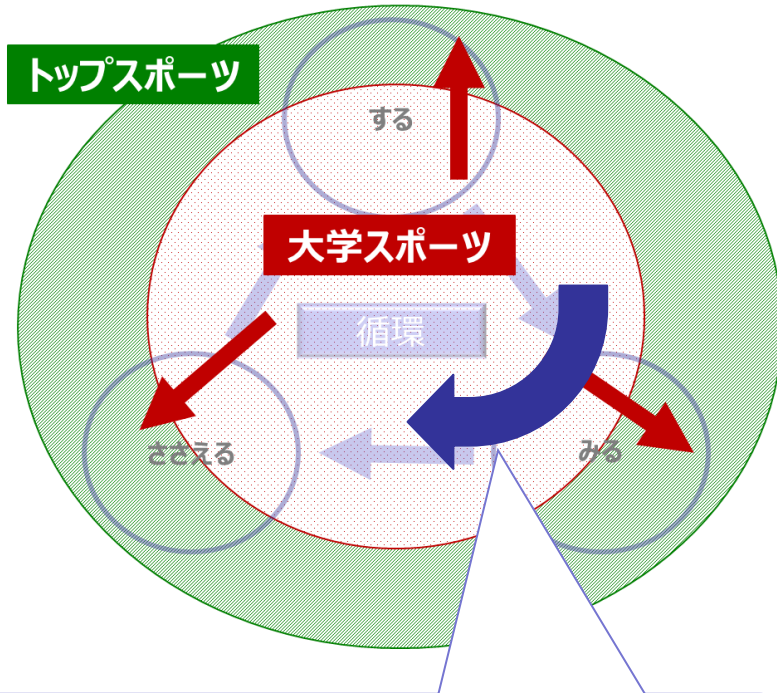 トップスポーツ
する
大学スポーツ
循環
ささえる
みる